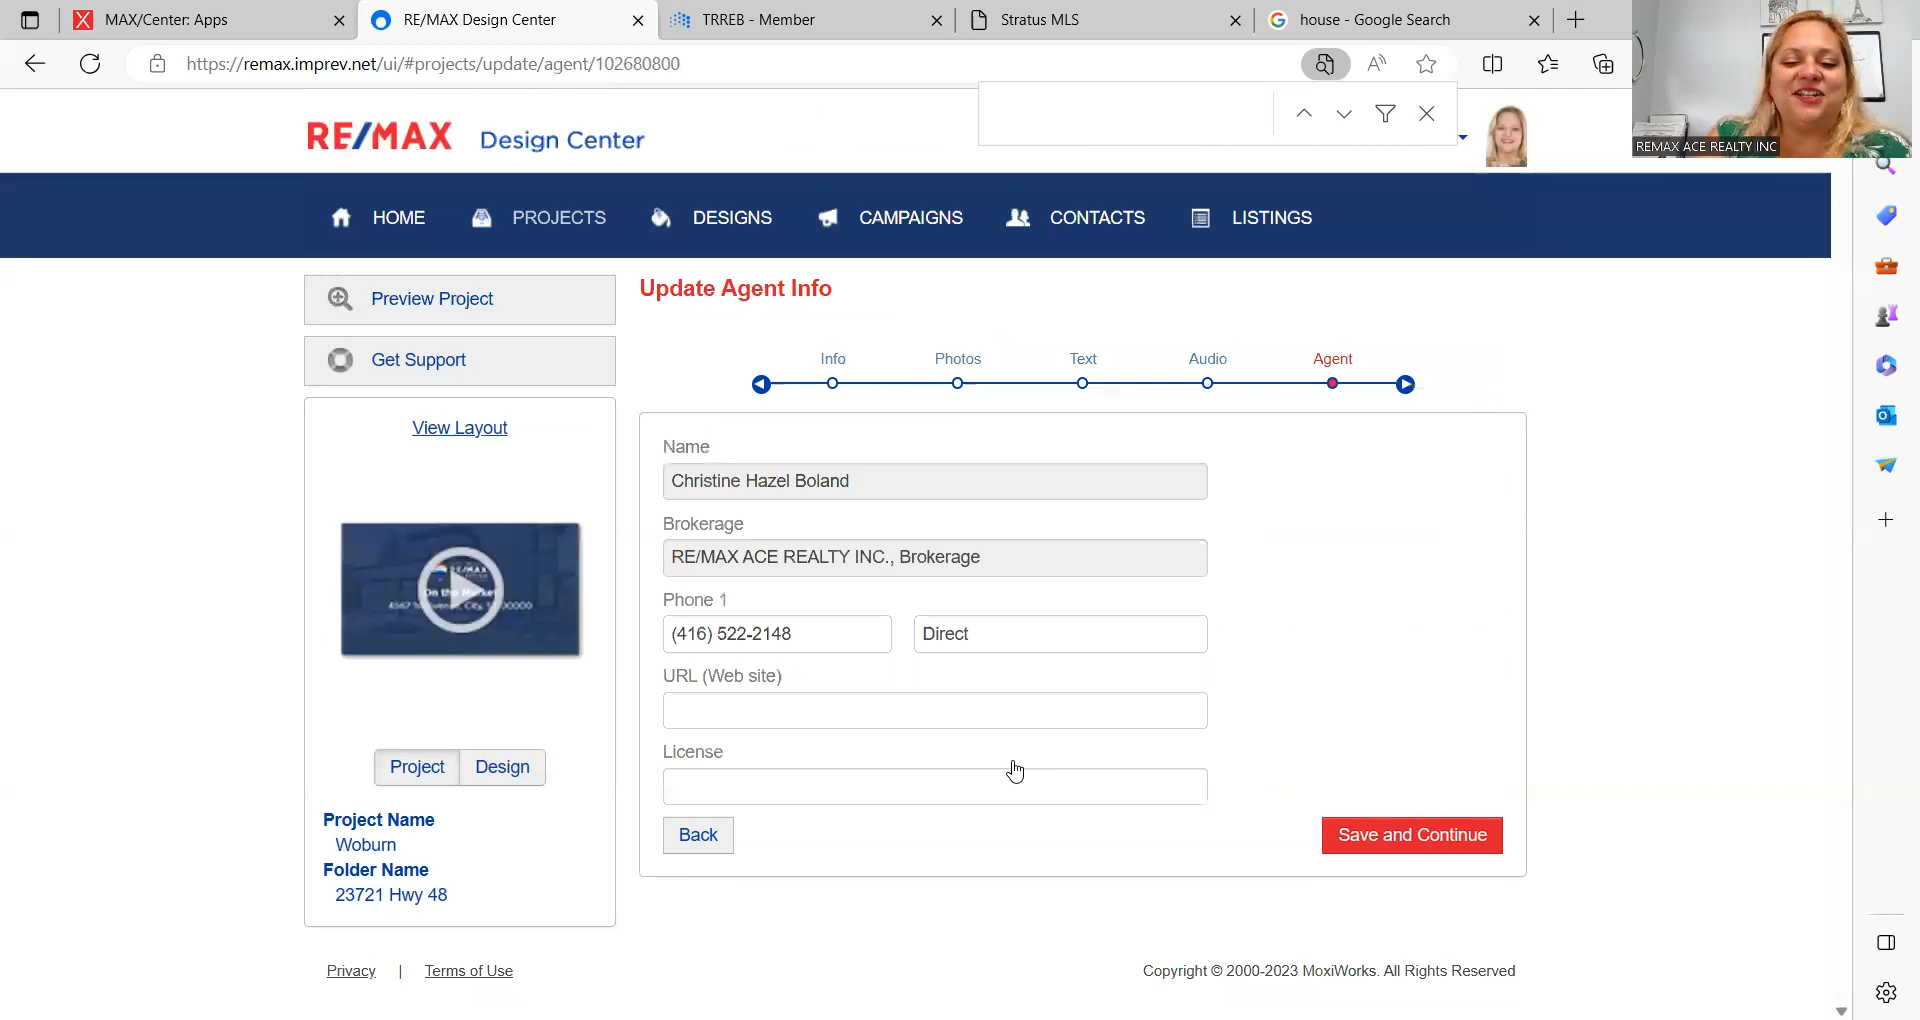 MAX/Center: Apps
RE/MAX Design Center
TRREB - Member
Stratus MLS
house - Google Search
https://remax.imprev.net/ui/#projects/update/agent/102680800
REMAX ACE REALTY INC
RE/MAX Design Center
HOME PROJECTS DESIGNS CAMPAIGNS CONTACTS LISTINGS
Preview Project
Get Support
View Layout
RE/MAX
On the Market
Project Design
Project Name
Woburn
Folder Name
23721 Hwy 48
Update Agent Info
Info Photos Text Audio Agent
Name
Christine Hazel Boland
Brokerage
RE/MAX ACE REALTY INC., Brokerage
Phone 1
(416) 522-2148 Direct
URL (Web site)
License
Back Save and Continue
Privacy | Terms of Use
Copyright © 2000-2023 MoxiWorks. All Rights Reserved